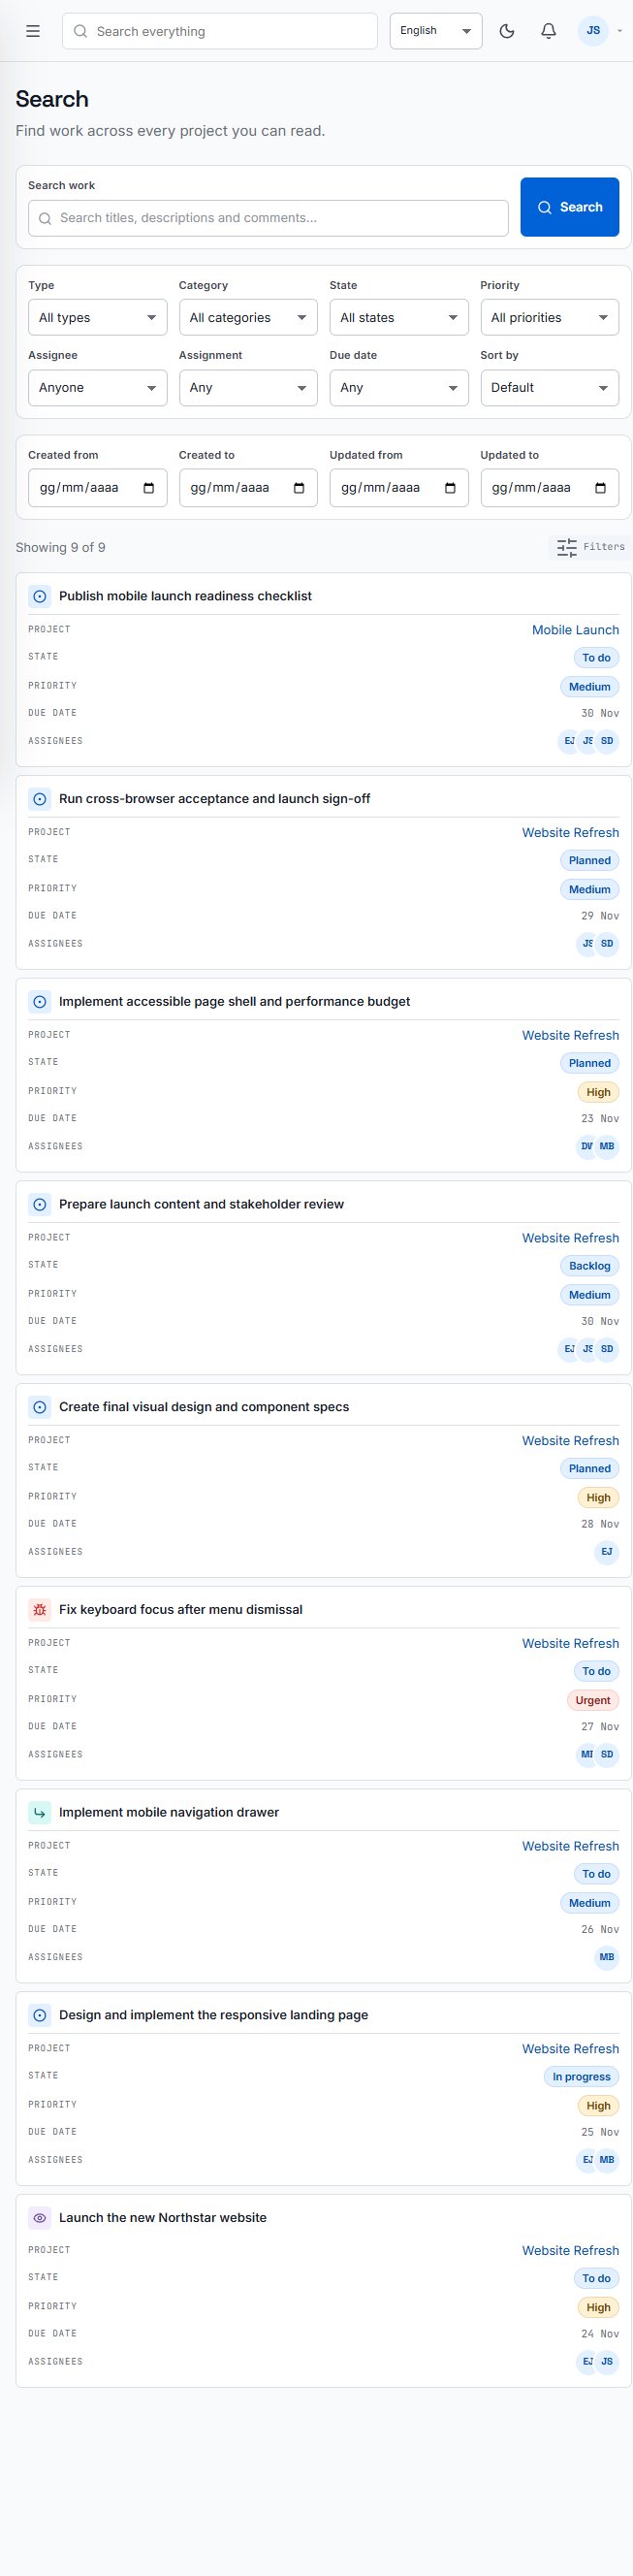 Search everything
English
JS
Search
Find work across every project you can read.
Search work
Search titles, descriptions and comments...
Search
Type Category State Priority
All types All categories All states All priorities
Assignee Assignment Due date Sort by
Anyone Any Any Default
Created from Created to Updated from Updated to
gg/mm/aaaa gg/mm/aaaa gg/mm/aaaa gg/mm/aaaa
Showing 9 of 9 Filters
Publish mobile launch readiness checklist
PROJECT Mobile Launch
STATE To do
PRIORITY Medium
DUE DATE 30 Nov
ASSIGNEES EJ JS SD
Run cross-browser acceptance and launch sign-off
PROJECT Website Refresh
STATE Planned
PRIORITY Medium
DUE DATE 29 Nov
ASSIGNEES JS SD
Implement accessible page shell and performance budget
PROJECT Website Refresh
STATE Planned
PRIORITY High
DUE DATE 23 Nov
ASSIGNEES MB
Prepare launch content and stakeholder review
PROJECT Website Refresh
STATE Backlog
PRIORITY Medium
DUE DATE 30 Nov
ASSIGNEES EJ JS SD
Create final visual design and component specs
PROJECT Website Refresh
STATE Planned
PRIORITY High
DUE DATE 28 Nov
ASSIGNEES EJ
Fix keyboard focus after menu dismissal
PROJECT Website Refresh
STATE To do
PRIORITY Urgent
DUE DATE 27 Nov
ASSIGNEES SD
Implement mobile navigation drawer
PROJECT Website Refresh
STATE To do
PRIORITY Medium
DUE DATE 26 Nov
ASSIGNEES MB
Design and implement the responsive landing page
PROJECT Website Refresh
STATE In progress
PRIORITY High
DUE DATE 25 Nov
ASSIGNEES EJ MB
Launch the new Northstar website
PROJECT Website Refresh
STATE To do
PRIORITY High
DUE DATE 24 Nov
ASSIGNEES EJ JS